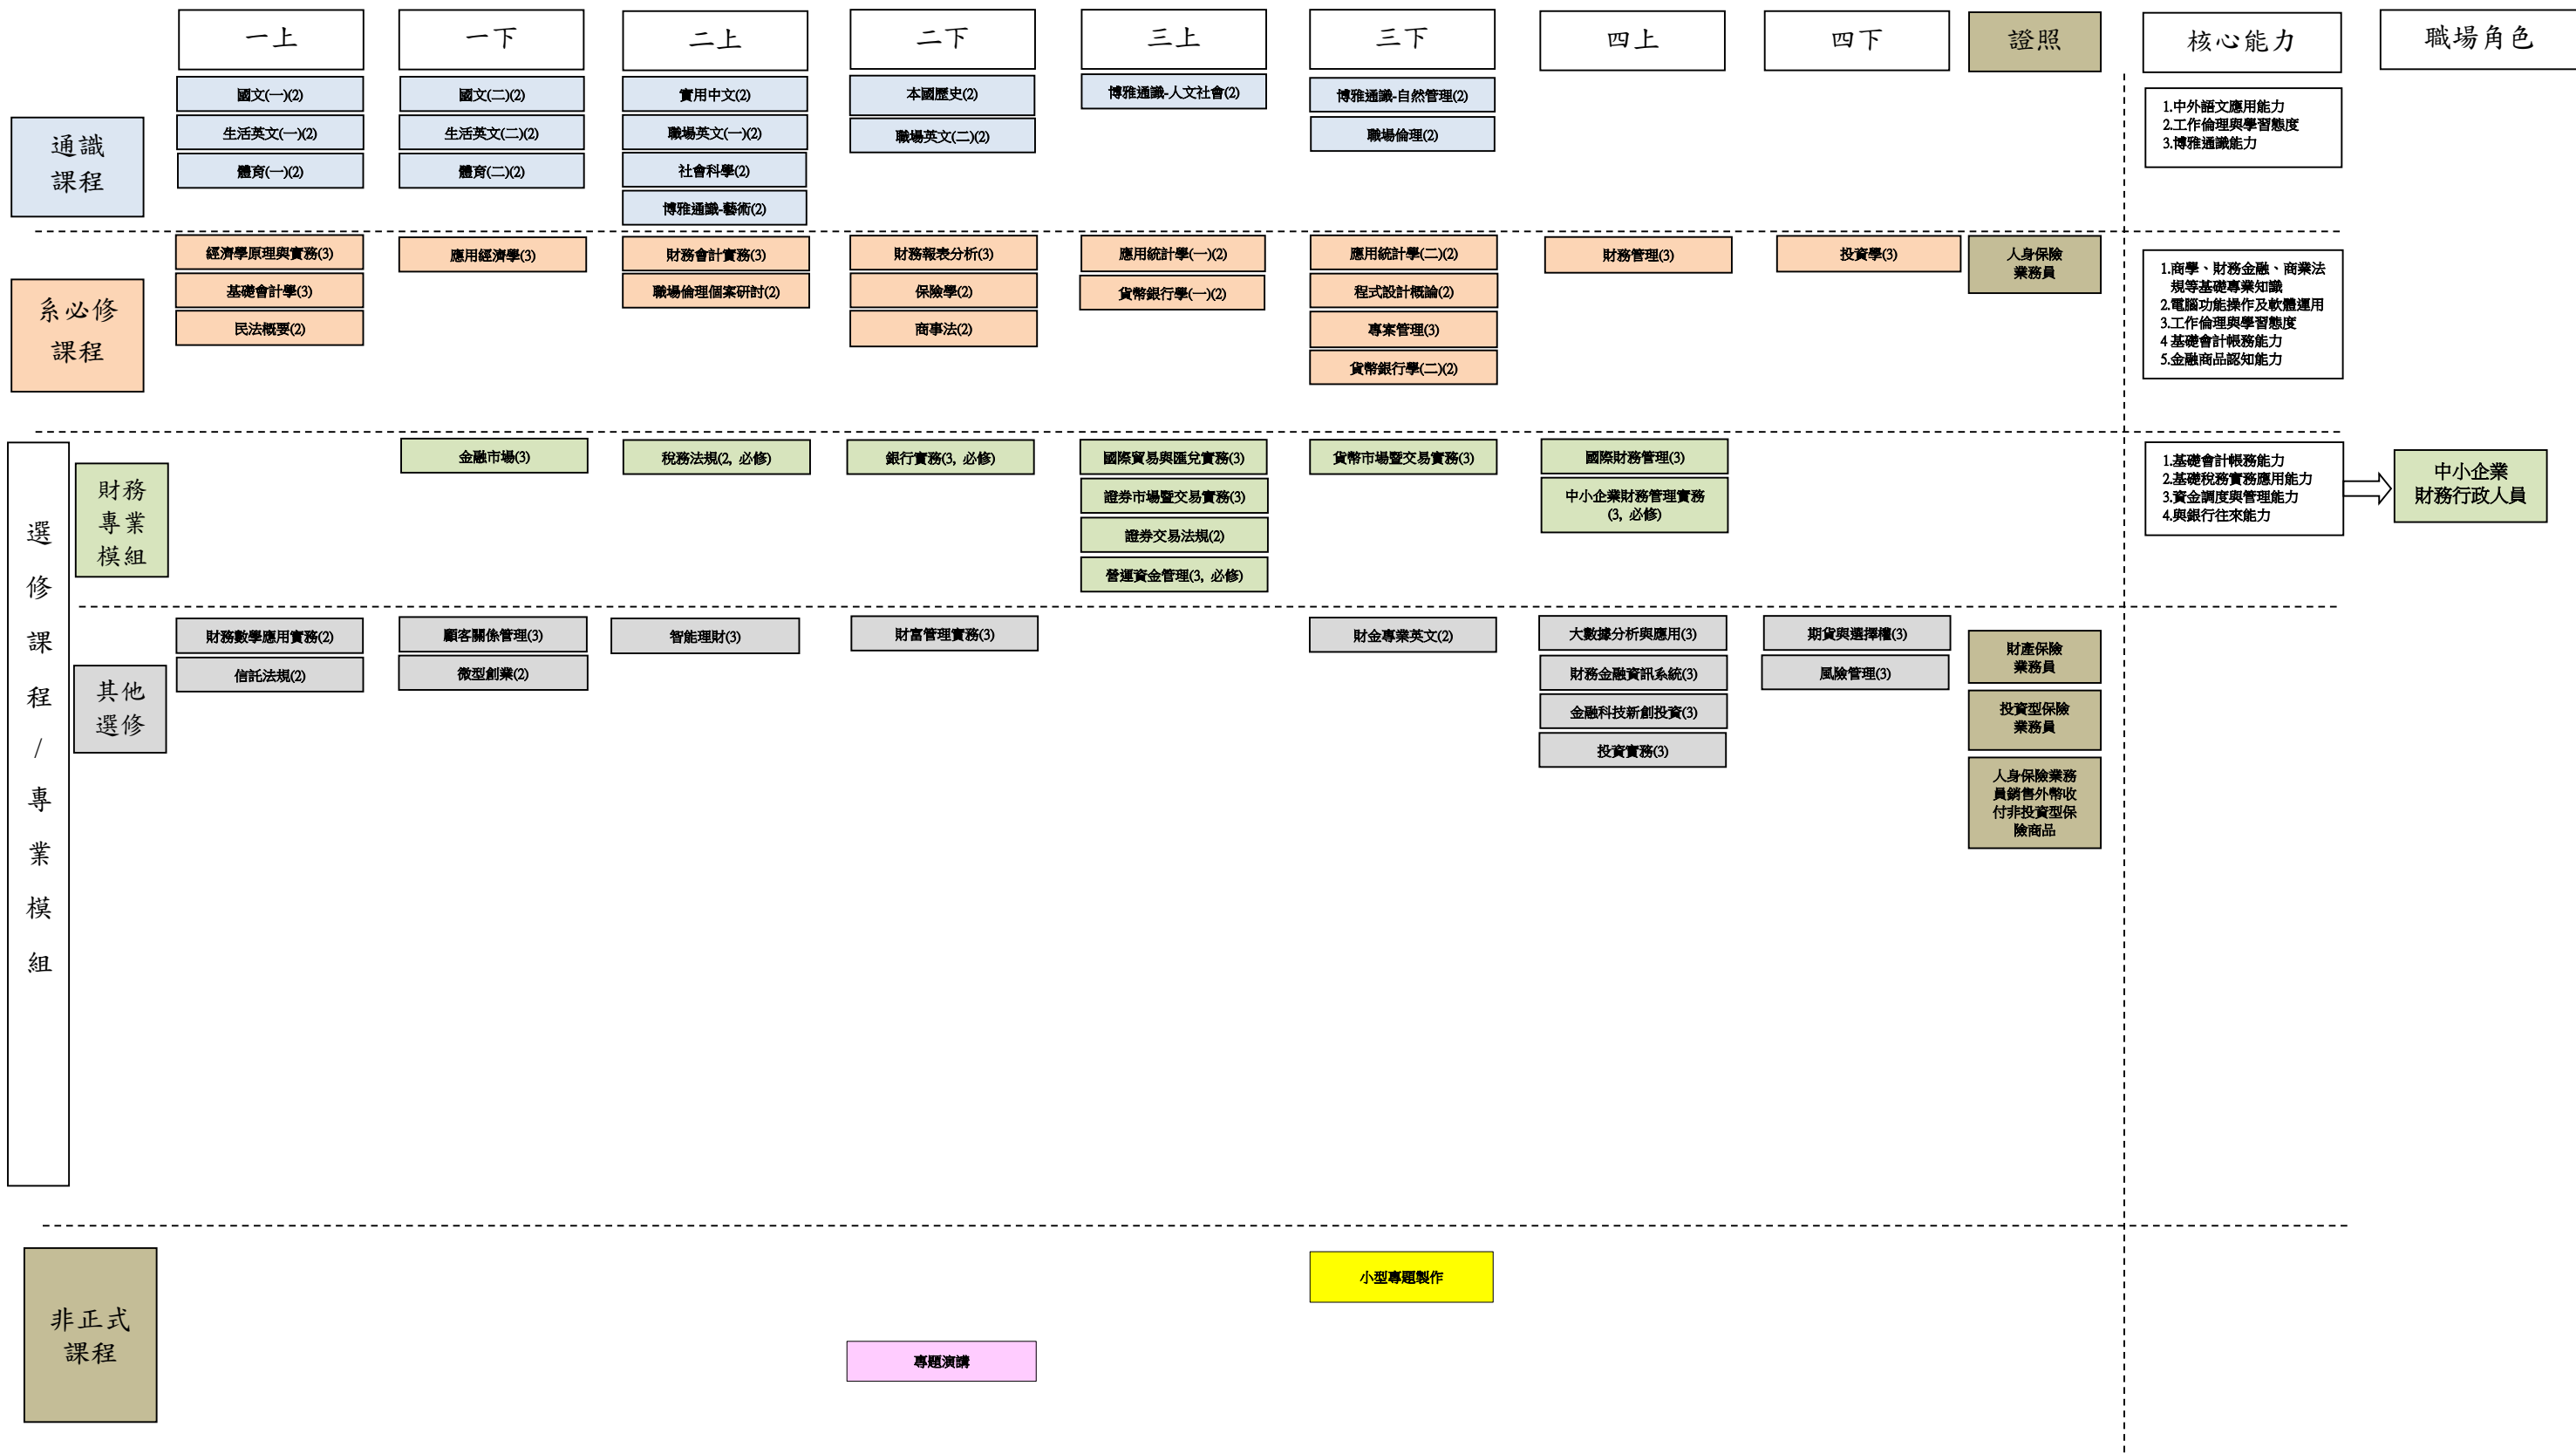 一上
一下
二上
二下
三上
三下
四上
四下
證照
核心能力
職場角色
通識
課程
國文(一)(2)
生活英文(一)(2)
體育(一)(2)
國文(二)(2)
生活英文(二)(2)
體育(二)(2)
實用中文(2)
職場英文(一)(2)
社會科學(2)
博雅通識-藝術(2)
本國歷史(2)
職場英文(二)(2)
博雅通識-人文社會(2)
博雅通識-自然管理(2)
職場倫理(2)
1.中外語文應用能力
2.工作倫理與學習態度
3.博雅通識能力
系必修
課程
經濟學原理與實務(3)
基礎會計學(3)
民法概要(2)
應用經濟學(3)
財務會計實務(3)
職場倫理個案研討(2)
財務報表分析(3)
保險學(2)
商事法(2)
應用統計學(一)(2)
貨幣銀行學(一)(2)
應用統計學(二)(2)
程式設計概論(2)
專案管理(3)
貨幣銀行學(二)(2)
財務管理(3)
投資學(3)
人身保險
業務員
1.商學、財務金融、商業法
規等基礎專業知識
2.電腦功能操作及軟體運用
3.工作倫理與學習態度
4 基礎會計帳務能力
5.金融商品認知能力
選
修
課
程
/
專
業
模
組
財務
專業
模組
金融市場(3)
稅務法規(2, 必修)
銀行實務(3, 必修)
國際貿易與匯兌實務(3)
證券市場暨交易實務(3)
證券交易法規(2)
營運資金管理(3, 必修)
貨幣市場暨交易實務(3)
國際財務管理(3)
中小企業財務管理實務
(3, 必修)
1.基礎會計帳務能力
2.基礎稅務實務應用能力
3.資金調度與管理能力
4.與銀行往來能力
中小企業
財務行政人員
其他
選修
財務數學應用實務(2)
信託法規(2)
顧客關係管理(3)
微型創業(2)
智能理財(3)
財富管理實務(3)
財金專業英文(2)
大數據分析與應用(3)
財務金融資訊系統(3)
金融科技新創投資(3)
投資實務(3)
期貨與選擇權(3)
風險管理(3)
財產保險
業務員
投資型保險
業務員
人身保險業務
員銷售外幣收
付非投資型保
險商品
非正式
課程
小型專題製作
專題演講